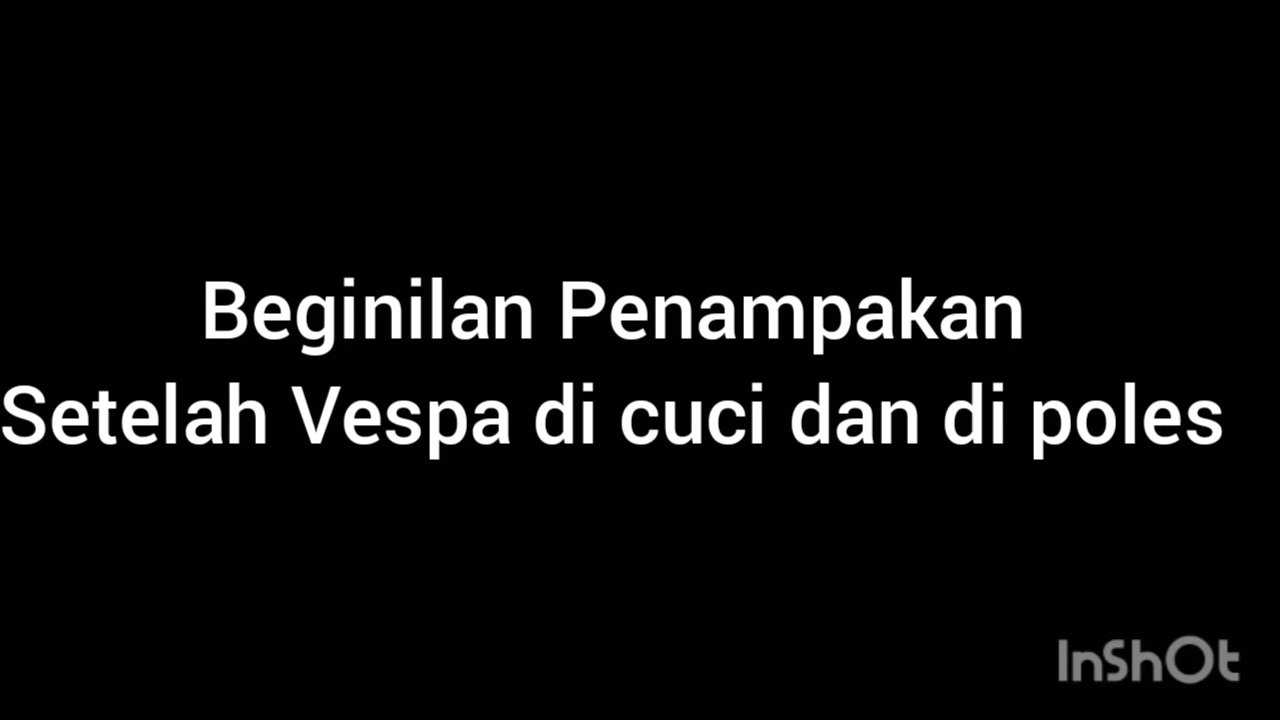 Beginilan Penampakan
Setelah Vespa di cuci dan di poles
InShOt